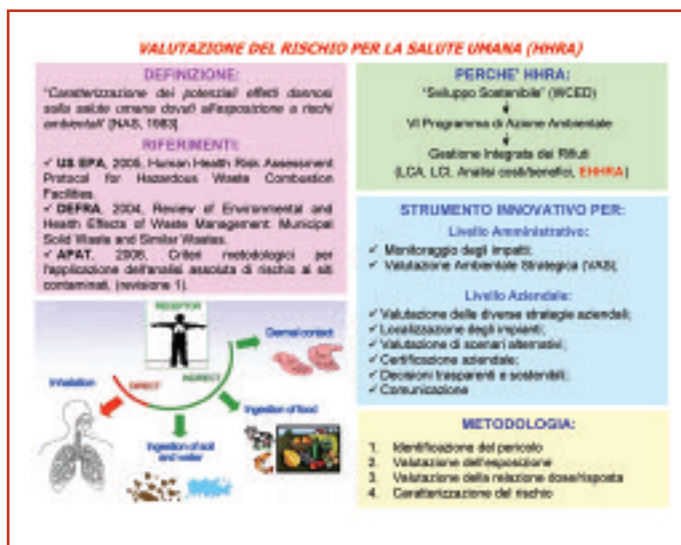 VALUTAZIONE DEL RISCHIO PER LA SALUTE UMANA (HHRA)
DEFINIZIONE:
"Caratterizzazione dei potenziali effetti dannosi
sulla salute umana dovuti all'esposizione a rischi
ambientali" [NAS, 1983]
RIFERIMENTI:
✓ US EPA, 2005, Human Health Risk Assessment
Protocol for Hazardous Waste Combustion
Facilities.
✓ DEFRA, 2004, Review of Environmental and
Health Effects of Waste Management: Municipal
Solid Waste and Similar Wastes.
✓ APAT, 2006. Criteri metodologici per
l'applicazione dell'analisi assoluta di rischio ai siti
contaminati. (revisione 1).
RECEPTOR
Dermal contact
DIRECT
INDIRECT
Inhalation
Ingestion of food
Ingestion of soil
and water
PERCHE' HHRA:
"Sviluppo Sostenibile" (WCED)
VI Programma di Azione Ambientale
Gestione Integrata dei Rifiuti
(LCA, LCI, Analisi costi/benefici, EHHRA)
STRUMENTO INNOVATIVO PER:
Livello Amministrativo:
✓ Monitoraggio degli impatti;
✓ Valutazione Ambientale Strategica (VAS);
Livello Aziendale:
✓ Valutazione delle diverse strategie aziendali;
✓ Localizzazione degli impianti;
✓ Valutazione di scenari alternativi;
✓ Certificazione aziendale;
✓ Decisioni trasparenti e sostenibili;
✓ Comunicazione
METODOLOGIA:
1. Identificazione del pericolo
2. Valutazione dell'esposizione
3. Valutazione della relazione dose/risposta
4. Caratterizzazione del rischio